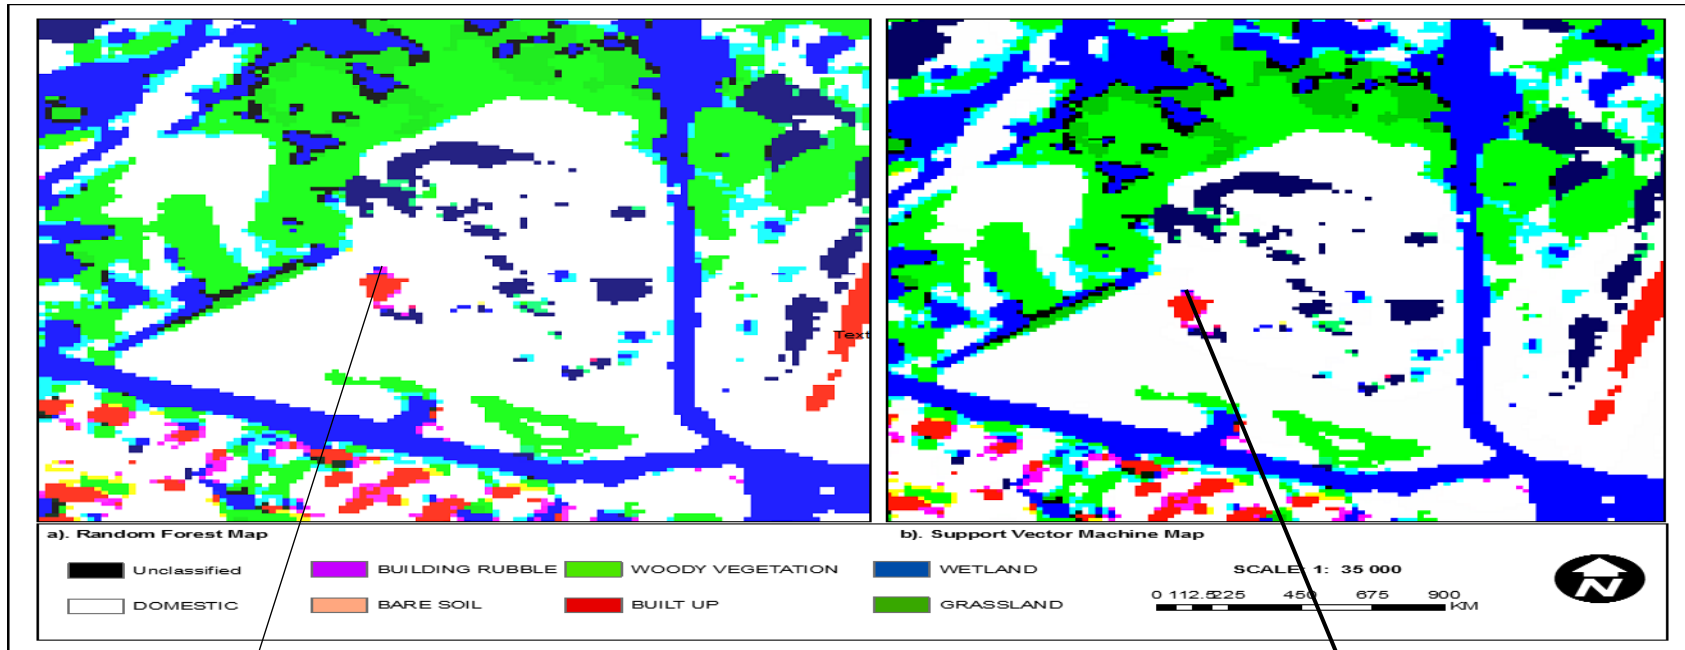 Text
a). Random Forest Map
b). Support Vector Machine Map
Unclassified
BUILDING RUBBLE
WOODY VEGETATION
WETLAND
SCALE: 1: 35 000
DOMESTIC
BARE SOIL
BUILT UP
GRASSLAND
0 112.5225 450 675 900
KM
N